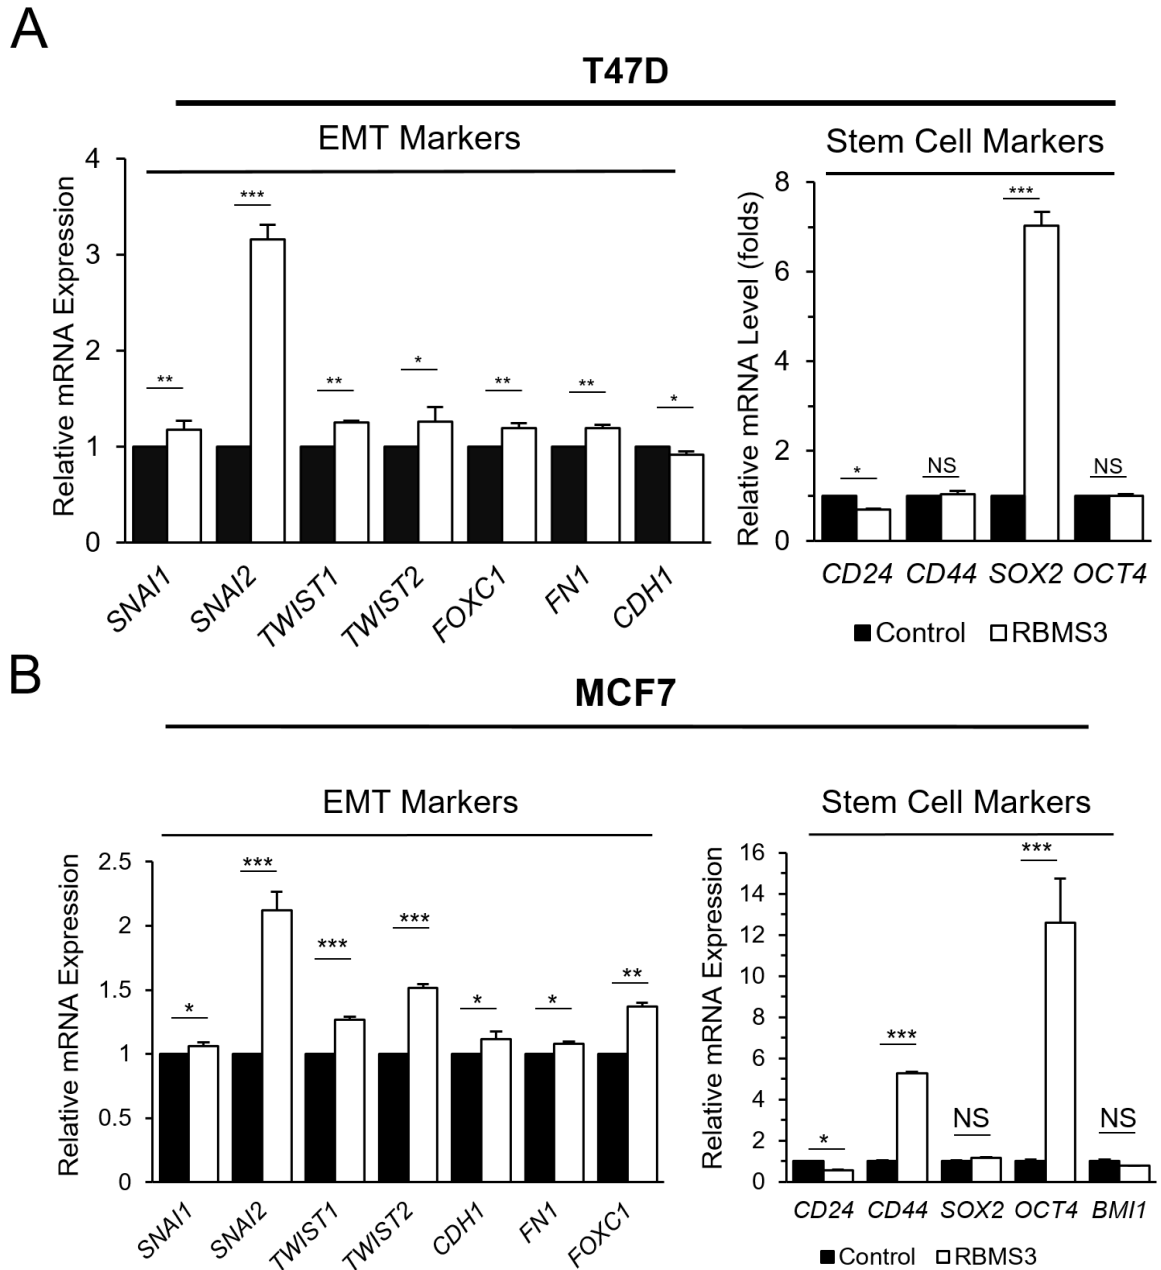 A
T47D
EMT Markers
Stem Cell Markers
Relative mRNA Expression
4
3
2
1
0
***
**
**
*
**
**
*
SNAI1
SNAI2
TWIST1
TWIST2
FOXC1
FN1
CDH1
Relative mRNA Level (folds)
8
6
4
2
0
***
*
NS
NS
CD24
CD44
SOX2
OCT4
Control
RBMS3
B
MCF7
EMT Markers
Stem Cell Markers
Relative mRNA Expression
2.5
2
1.5
1
0.5
0
*
***
***
***
*
*
**
SNAI1
SNAI2
TWIST1
TWIST2
CDH1
FN1
FOXC1
Relative mRNA Expression
16
14
12
10
8
6
4
2
0
*
***
NS
***
NS
CD24
CD44
SOX2
OCT4
BMI1
Control
RBMS3